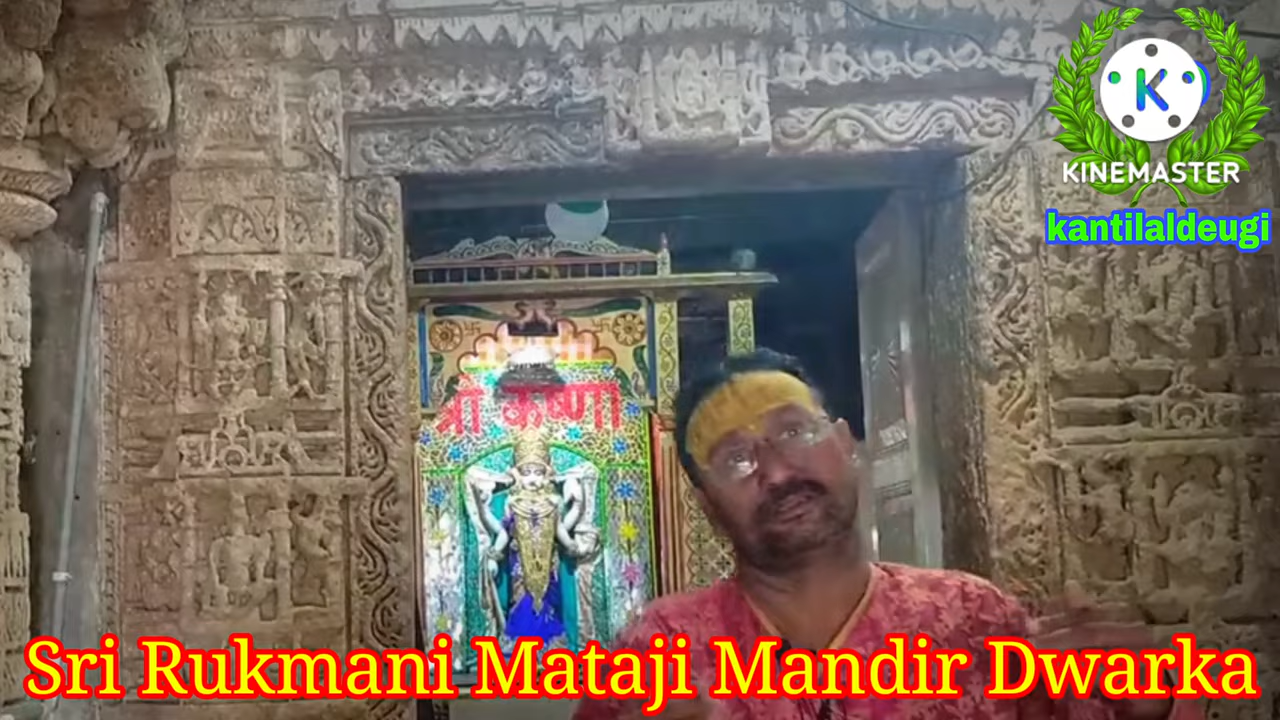 K
KINEMASTER
kantilaldeugi
श्री कृष्णा
Sri Rukmani Mataji Mandir Dwarka